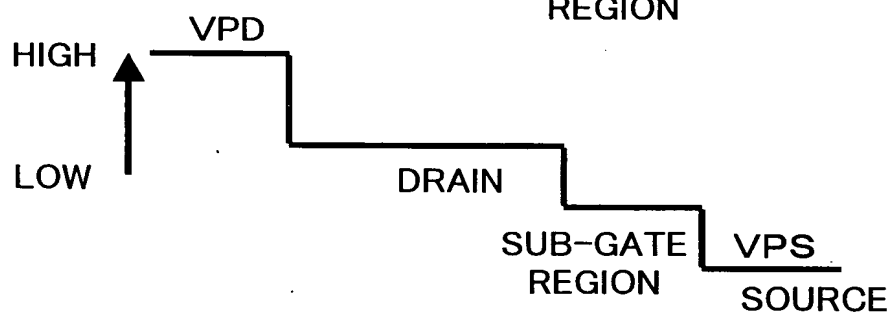 REGION
VPD
HIGH
LOW
DRAIN
SUB-GATE
REGION
VPS
SOURCE